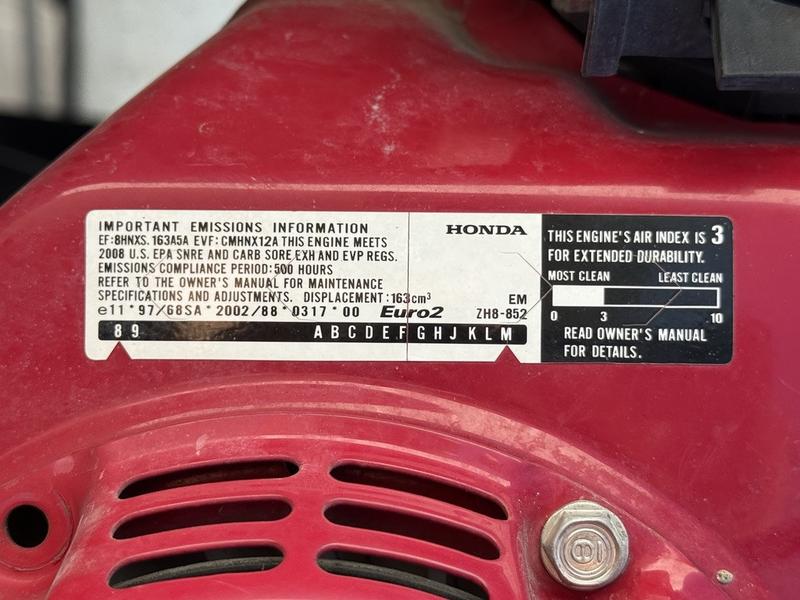 IMPORTANT EMISSIONS INFORMATION
EF:8HNXS.163A5A EVF:CMHNX12A THIS ENGINE MEETS
2008 U.S. EPA SNRE AND CARB SORE EXH AND EVP REGS.
EMISSIONS COMPLIANCE PERIOD:500 HOURS
REFER TO THE OWNER'S MANUAL FOR MAINTENANCE
SPECIFICATIONS AND ADJUSTMENTS. DISPLACEMENT:163cm³
e11*97/68SA*2002/88*0317*00 Euro2
8 9 A B C D E F G H J K L M
HONDA
EM
ZH8-852
THIS ENGINE'S AIR INDEX IS 3
FOR EXTENDED DURABILITY.
MOST CLEAN LEAST CLEAN
0 3 10
READ OWNER'S MANUAL
FOR DETAILS.
8